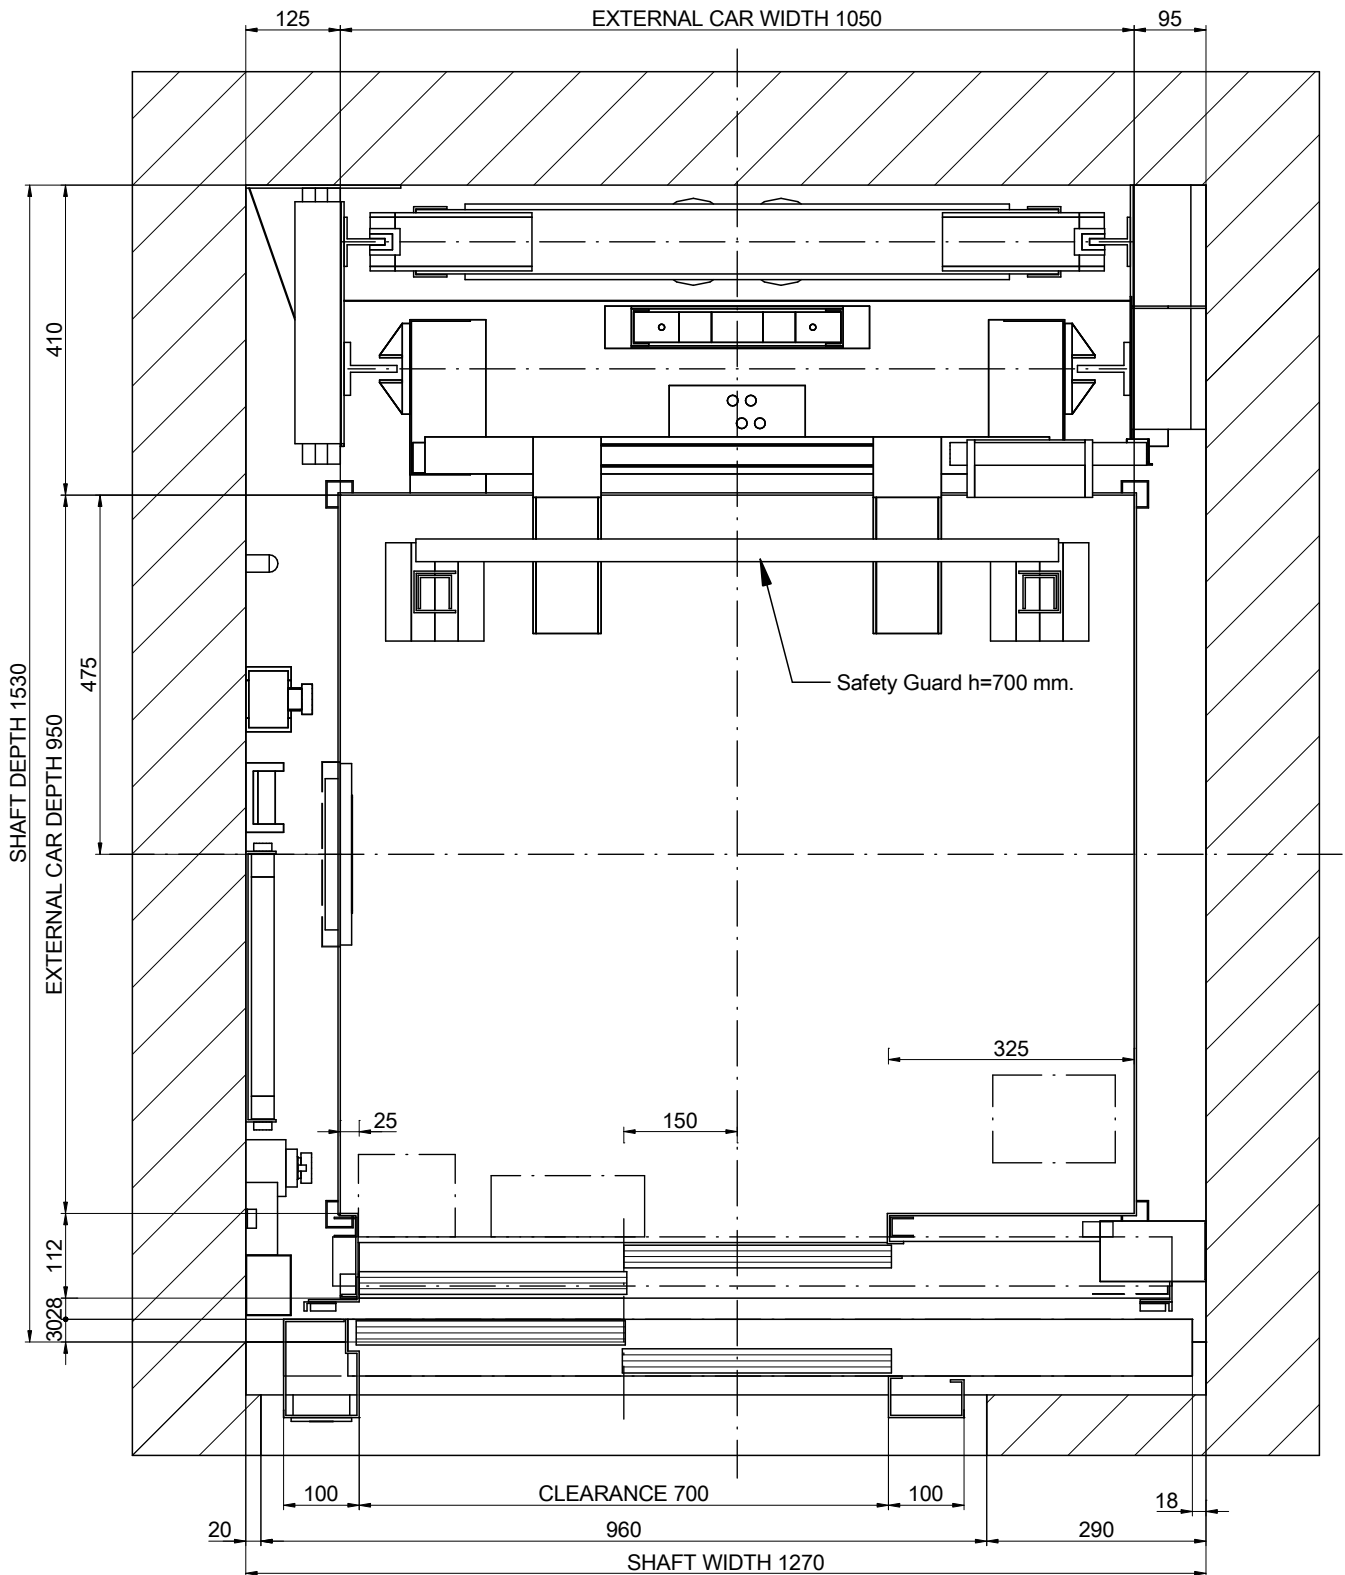 125
EXTERNAL CAR WIDTH 1050
95
410
SHAFT DEPTH 1530
EXTERNAL CAR DEPTH 950
475
Safety Guard h=700 mm.
325
25
150
112
28
30
100
CLEARANCE 700
100
18
20
960
290
SHAFT WIDTH 1270